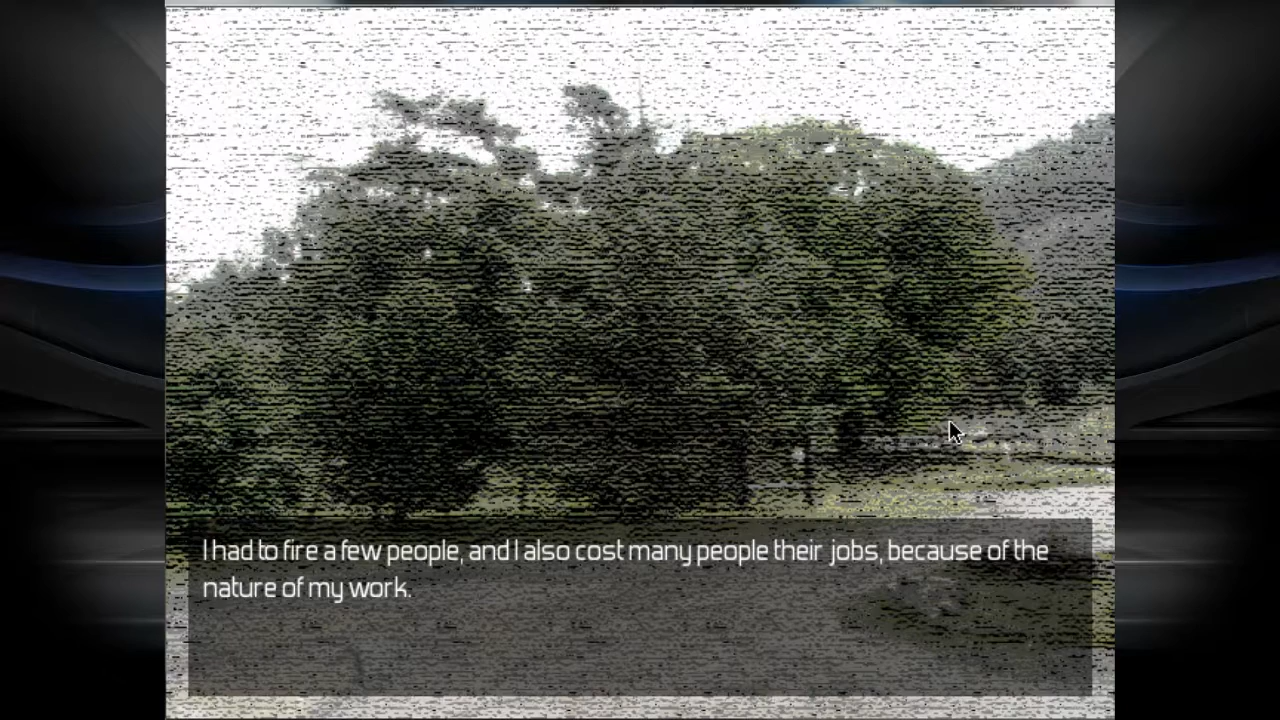 I had to fire a few people, and I also cost many people their jobs, because of the
nature of my work.